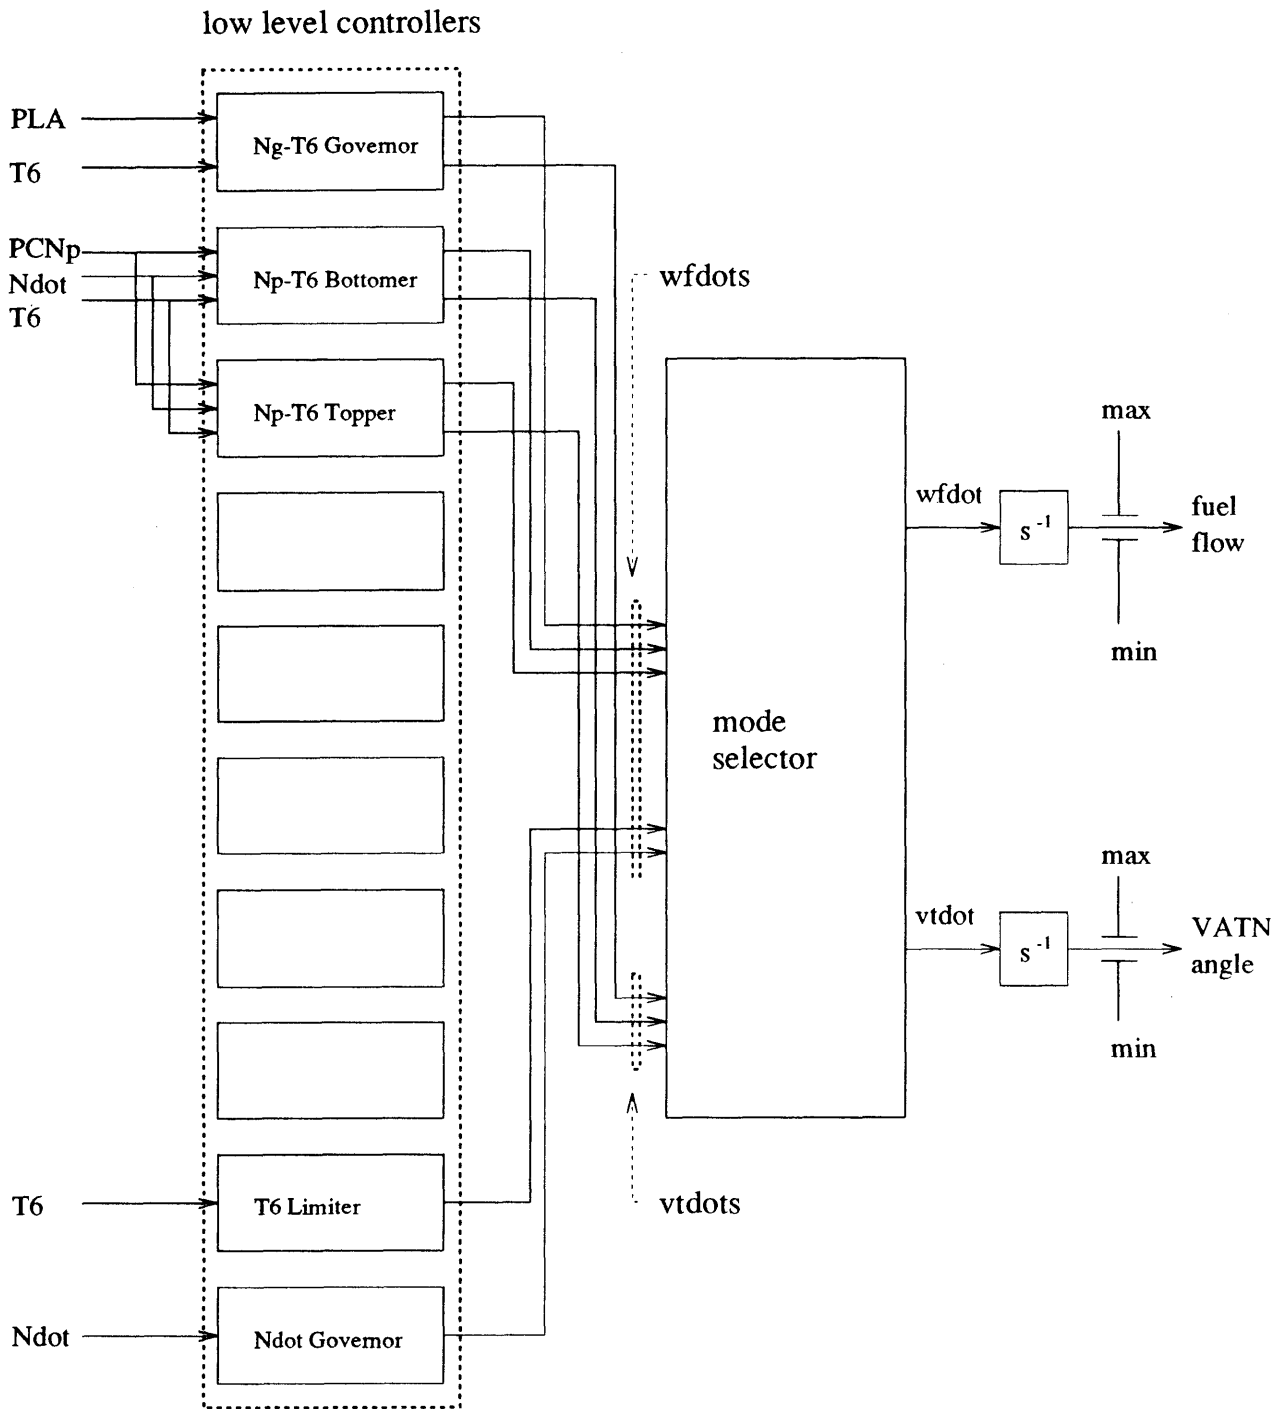 low level controllers
PLA
T6
Ng-T6 Governor
PCNp
Ndot
T6
Np-T6 Bottomer
Np-T6 Topper
wfdots
mode
selector
wfdot
s⁻¹
max
min
fuel
flow
vtdot
s⁻¹
max
min
VATN
angle
vtdots
T6
T6 Limiter
Ndot
Ndot Governor